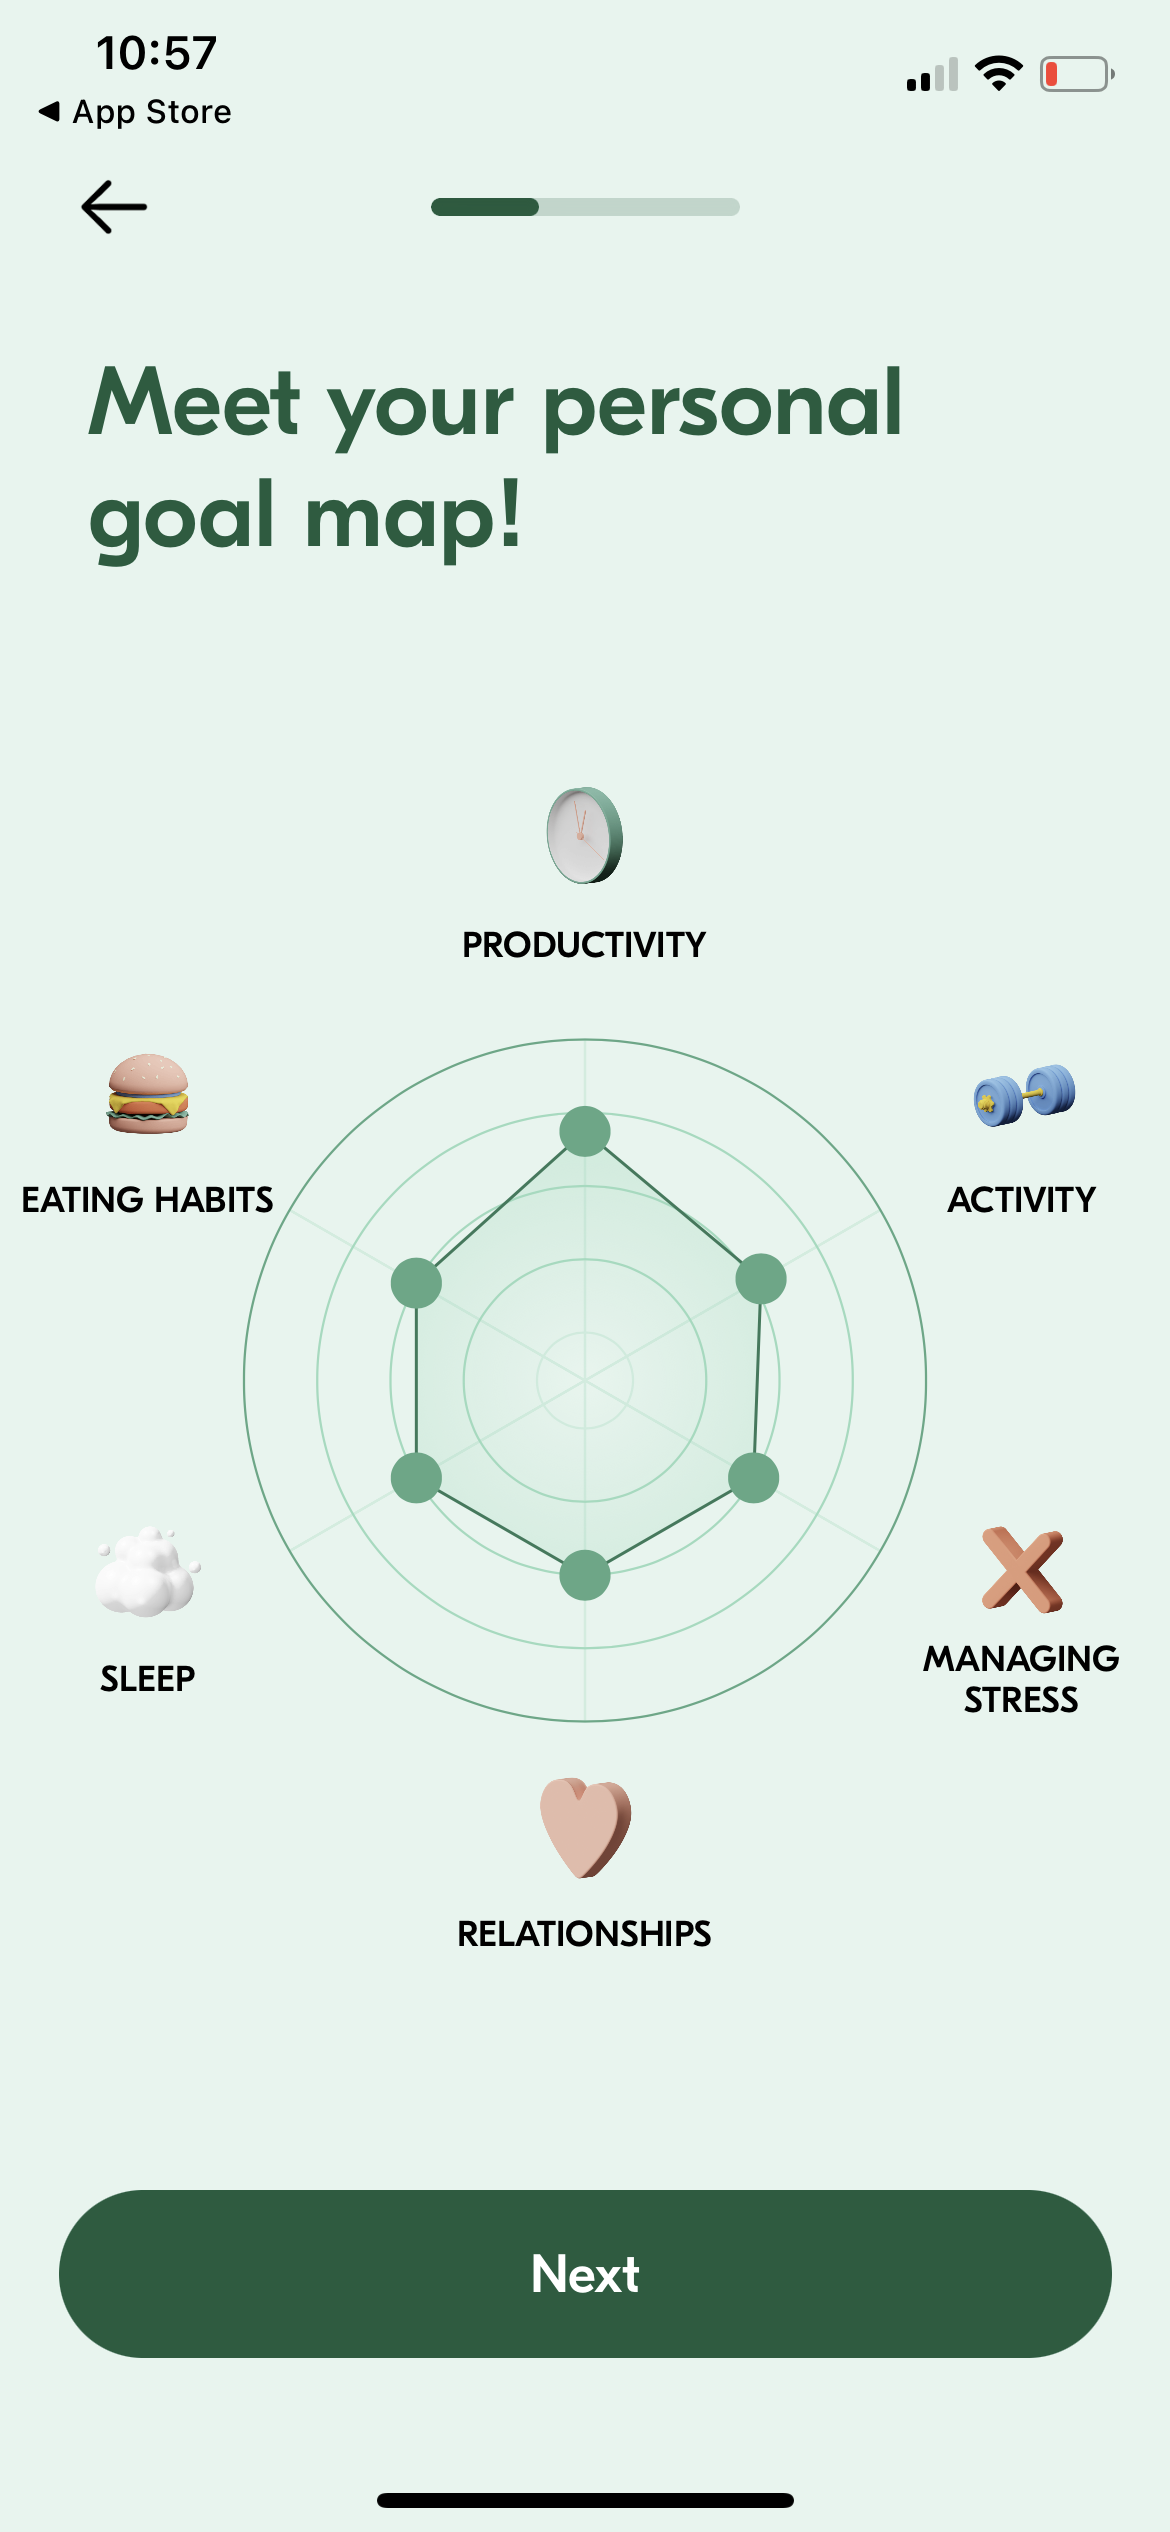 10:57
App Store
Meet your personal
goal map!
PRODUCTIVITY
EATING HABITS
ACTIVITY
SLEEP
MANAGING
STRESS
RELATIONSHIPS
Next